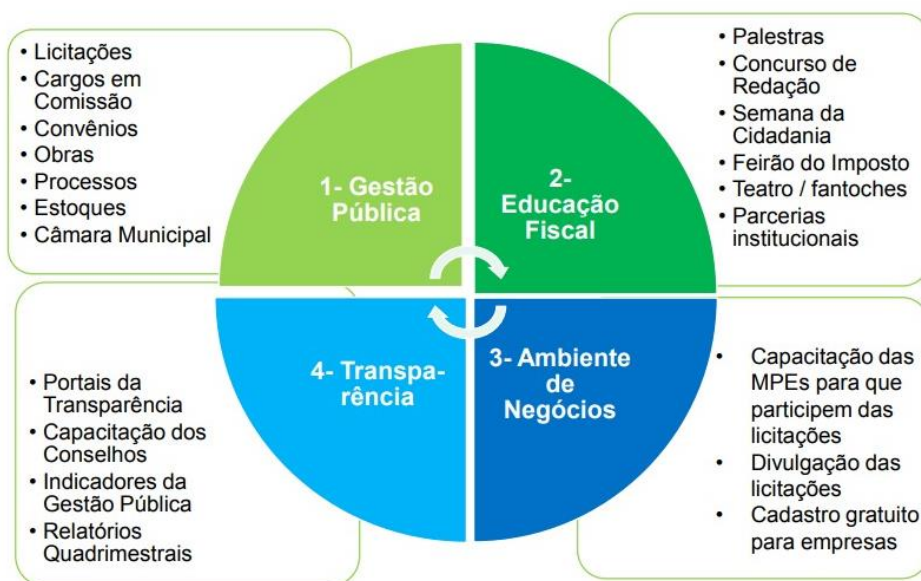 • Licitações
• Cargos em
Comissão
• Convênios
• Obras
• Processos
• Estoques
• Câmara Municipal
1- Gestão
Pública
2-
Educação
Fiscal
• Palestras
• Concurso de
Redação
• Semana da
Cidadania
• Feirão do Imposto
• Teatro / fantoches
• Parcerias
institucionais
• Portais da
Transparência
• Capacitação dos
Conselhos
• Indicadores da
Gestão Pública
• Relatórios
Quadrimestrais
4- Transpa-
rência
3- Ambiente
de
Negócios
• Capacitação das
MPEs para que
participem das
licitações
• Divulgação das
licitações
• Cadastro gratuito
para empresas